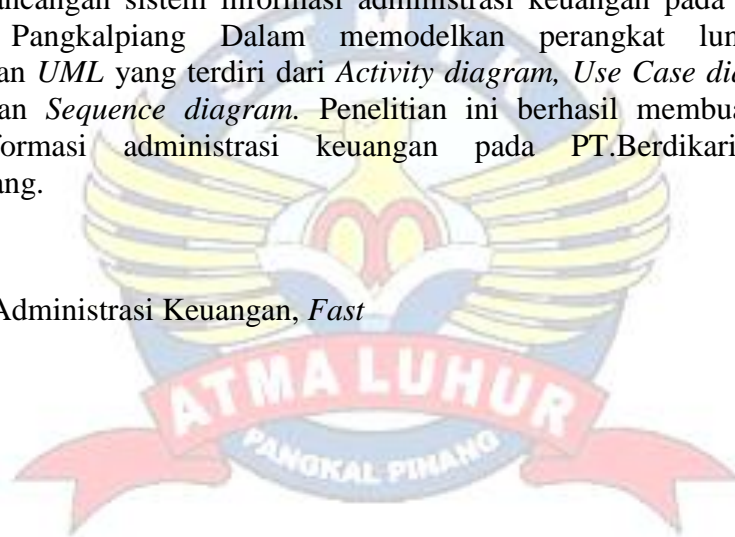 ancangan sistem informasi administrasi keuangan pada
Pangkalpiang Dalam memodelkan perangkat lun
an UML yang terdiri dari Activity diagram, Use Case dia
an Sequence diagram. Penelitian ini berhasil membua
formasi administrasi keuangan pada PT.Berdikari
ang.
Administrasi Keuangan, Fast
ATMA LUHUR
PANGKAL PINANG